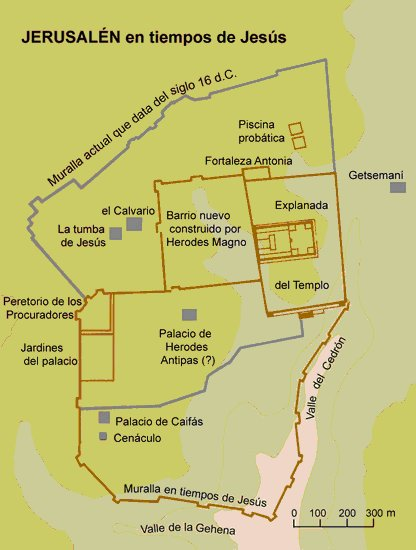 JERUSALÉN en tiempos de Jesús
Muralla actual que data del siglo 16 d.C.
Piscina
probática
Fortaleza Antonia
Getsemaní
Explanada
el Calvario
La tumba
de Jesús
Barrio nuevo
construido por
Herodes Magno
del Templo
Peretorio de los
Procuradores
Jardines
del palacio
Palacio de
Herodes
Antipas (?)
Valle del Cedrón
Palacio de Caifás
Cenáculo
Muralla en tiempos de Jesús
Valle de la Gehena
0 100 200 300 m